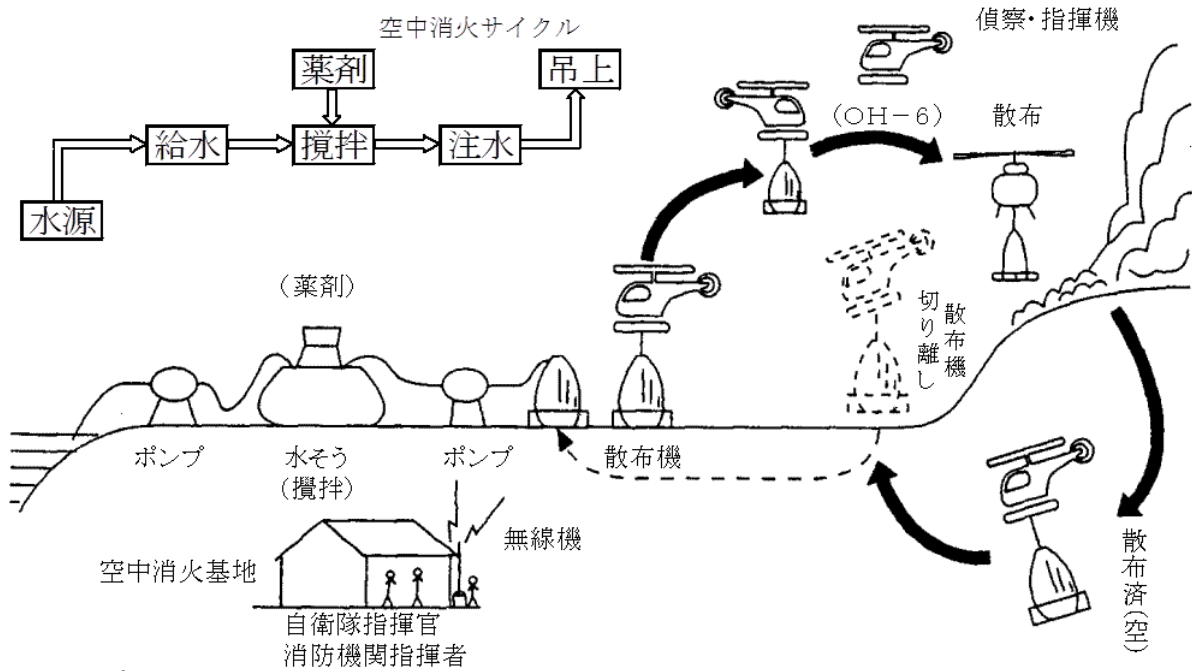 空中消火サイクル
薬剤
吊上
給水
攪拌
注水
水源
偵察・指揮機
(OH－6)
散布
(薬剤)
散布機
切り離し
ポンプ
水そう
(攪拌)
ポンプ
散布機
無線機
空中消火基地
自衛隊指揮官
消防機関指揮者
散布済(空)